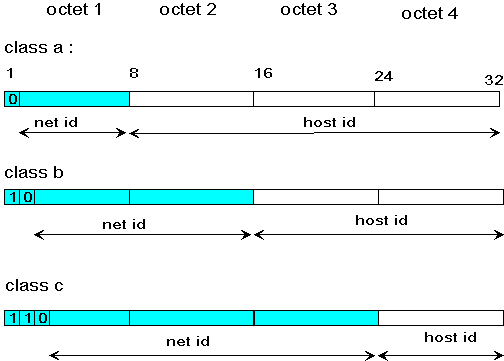 octet 1 octet 2 octet 3 octet 4
class a :
1 8 16 24 32
0
net id host id
class b
1 0
net id host id
class c
1 1 0
net id host id